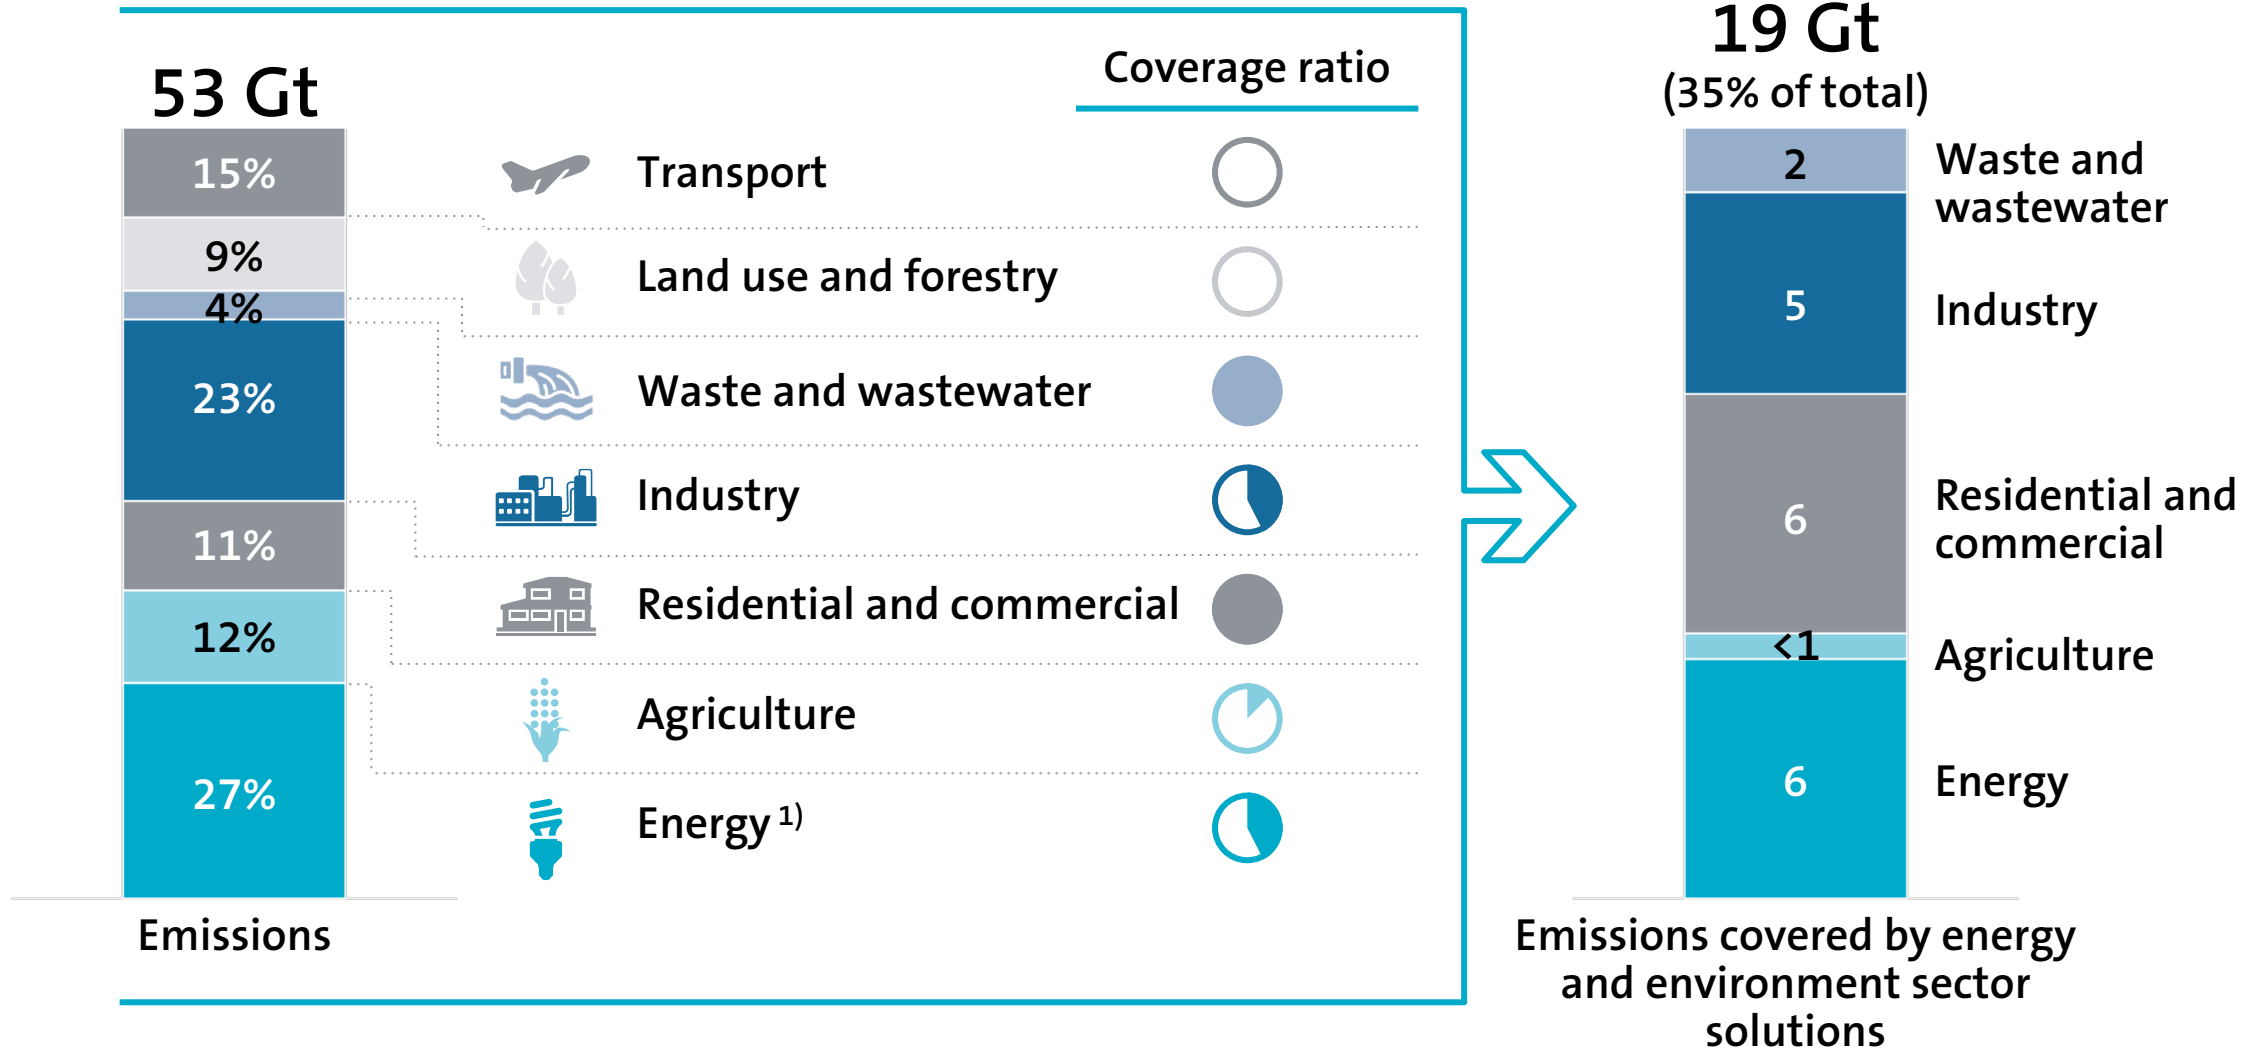 53 Gt
15%
9%
4%
23%
11%
12%
27%
Emissions
Coverage ratio
Transport
Land use and forestry
Waste and wastewater
Industry
Residential and commercial
Agriculture
Energy 1)
19 Gt
(35% of total)
2
Waste and
wastewater
5
Industry
6
Residential and
commercial
<1
Agriculture
6
Energy
Emissions covered by energy
and environment sector
solutions